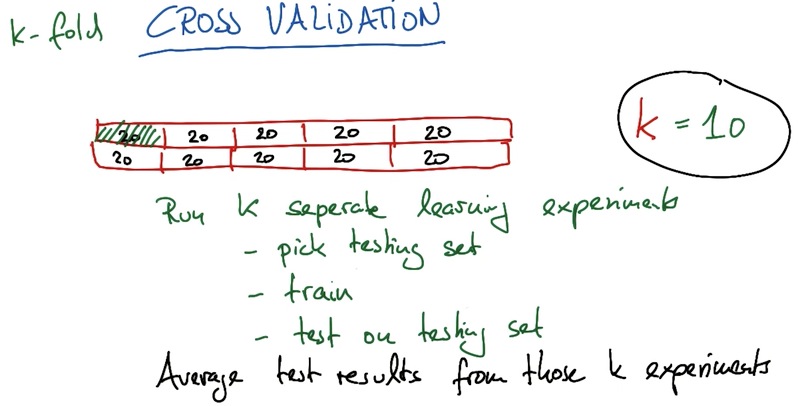 k-fold CROSS VALIDATION
20 20 20 20 20
20 20 20 20 20
k = 10
Run k seperate learning experiments
- pick testing set
- train
- test on testing set
Average test results from those k experiments